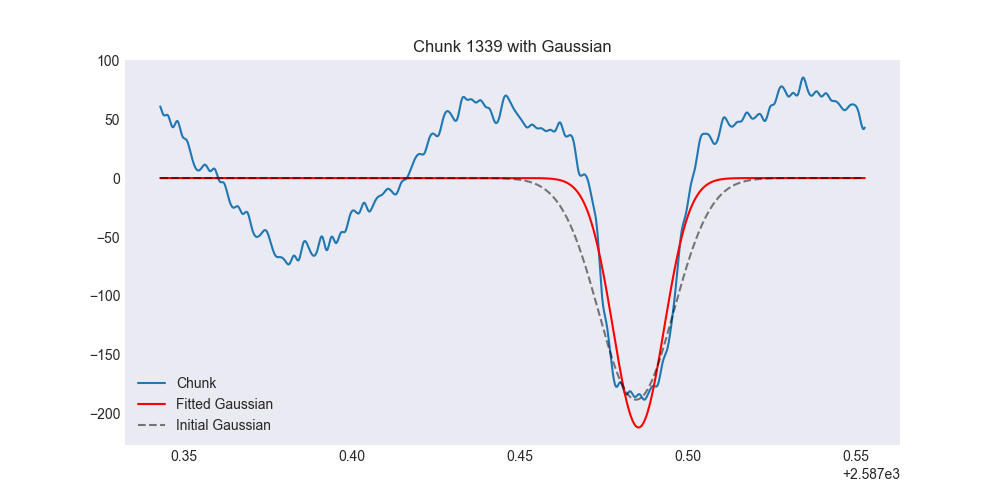 Chunk 1339 with Gaussian
100
50
0
−50
−100
−150
−200
Chunk
Fitted Gaussian
Initial Gaussian
0.35 0.40 0.45 0.50 0.55
+2.587e3